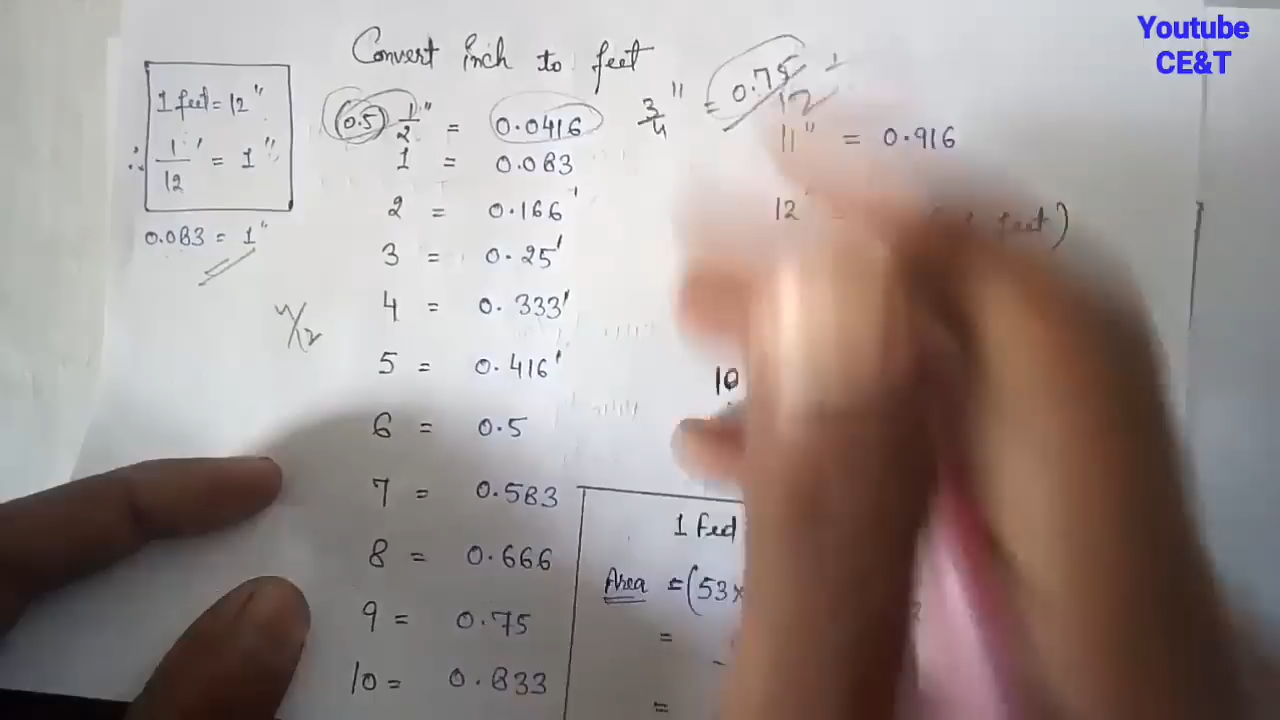 Youtube
CE&T
Convert inch to feet
1 feet = 12"
∴ 1'/12 = 1"
0.083 = 1"
(0.5) 1/2" = 0.0416
1 = 0.083
2 = 0.166'
3 = 0.25'
4 = 0.333'
5 = 0.416'
6 = 0.5
7 = 0.583
8 = 0.666
9 = 0.75
10 = 0.833
3/4" = 0.75/12
11" = 0.916
12 =
feet)
10
1 Feet
Area = (53×
=
=